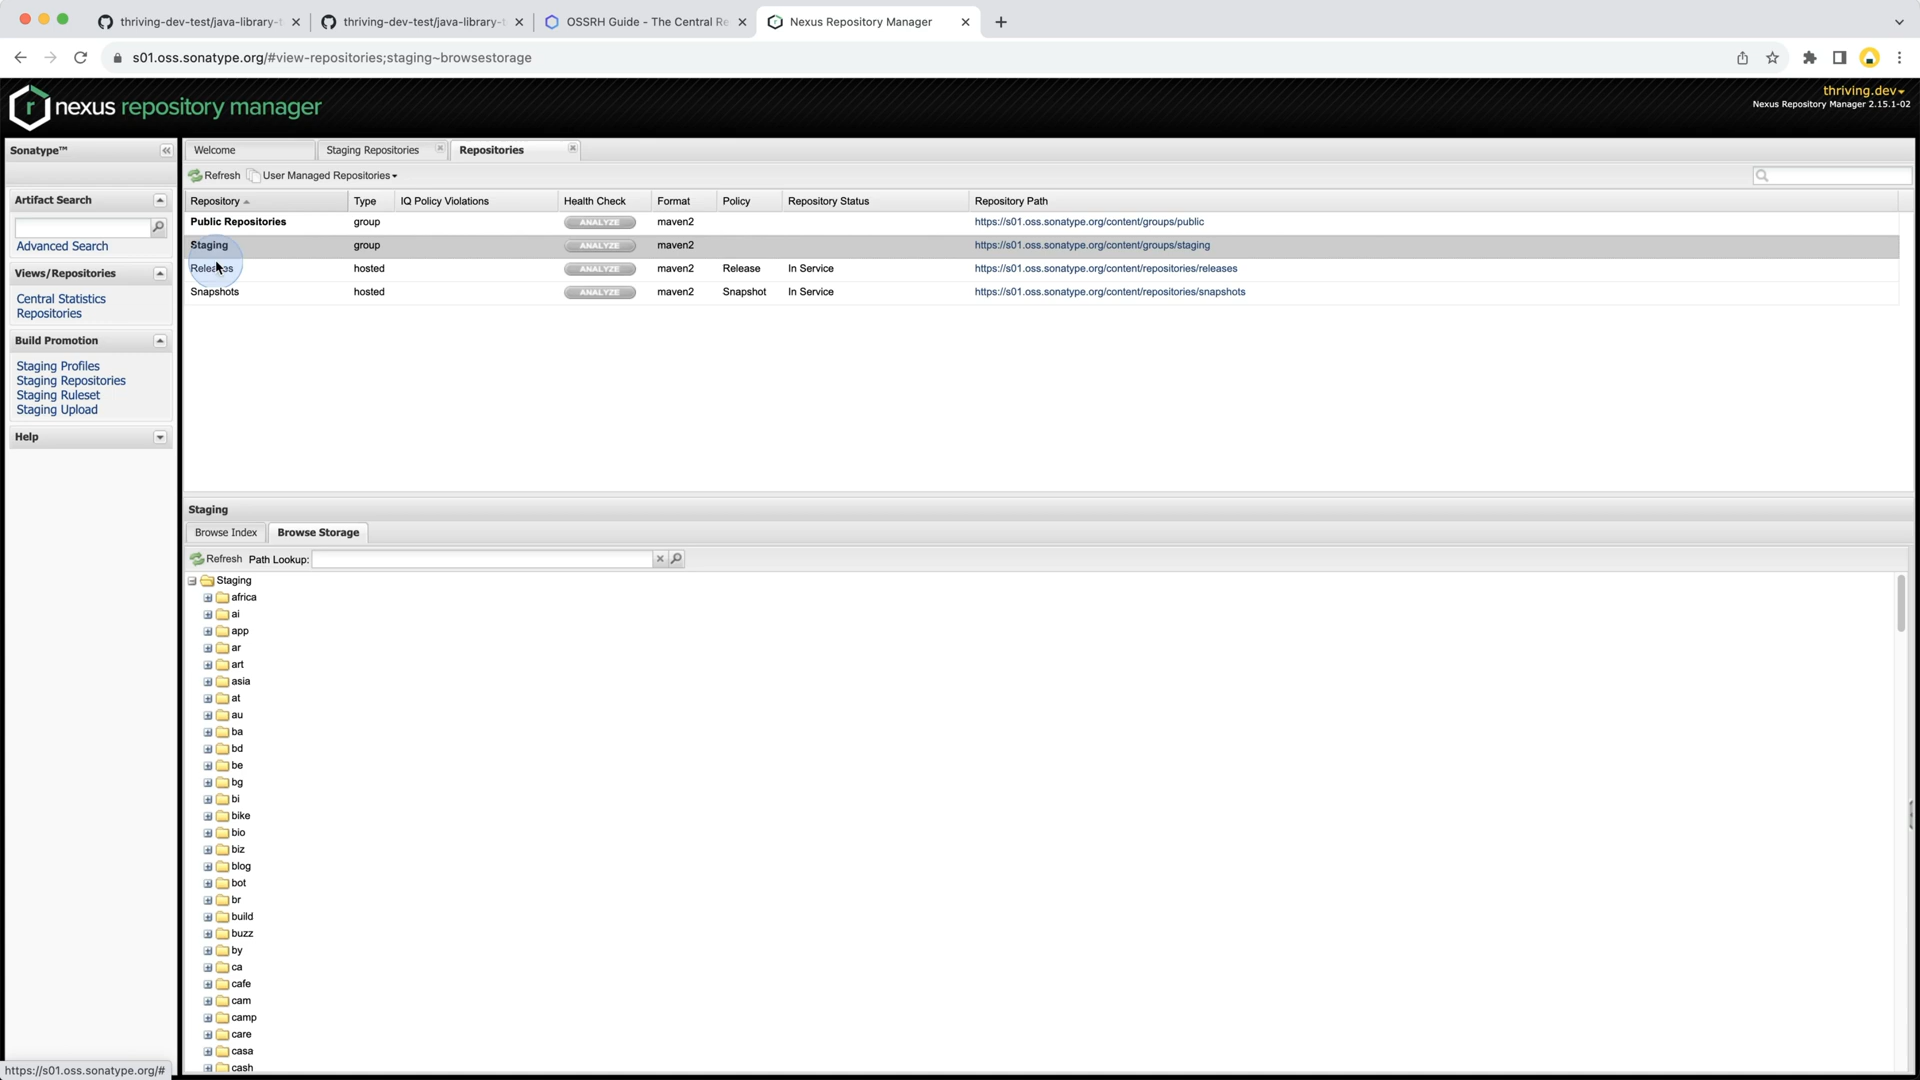 thriving-dev-test/java-library-t
thriving-dev-test/java-library-t
OSSRH Guide - The Central Re
Nexus Repository Manager
s01.oss.sonatype.org/#view-repositories;staging~browsestorage
nexus repository manager
thriving.dev
Nexus Repository Manager 2.15.1-02
Sonatype™
Welcome
Staging Repositories
Repositories
Refresh
User Managed Repositories
Artifact Search
Advanced Search
Views/Repositories
Central Statistics
Repositories
Build Promotion
Staging Profiles
Staging Repositories
Staging Ruleset
Staging Upload
Help
Repository Type IQ Policy Violations Health Check Format Policy Repository Status Repository Path
Public Repositories group ANALYZE maven2 https://s01.oss.sonatype.org/content/groups/public
Staging group ANALYZE maven2 https://s01.oss.sonatype.org/content/groups/staging
Releases hosted ANALYZE maven2 Release In Service https://s01.oss.sonatype.org/content/repositories/releases
Snapshots hosted ANALYZE maven2 Snapshot In Service https://s01.oss.sonatype.org/content/repositories/snapshots
Staging
Browse Index
Browse Storage
Refresh Path Lookup:
Staging
africa
ai
app
ar
art
asia
at
au
ba
bd
be
bg
bi
bike
bio
biz
blog
bot
br
build
buzz
by
ca
cafe
cam
camp
care
casa
cash
https://s01.oss.sonatype.org/#